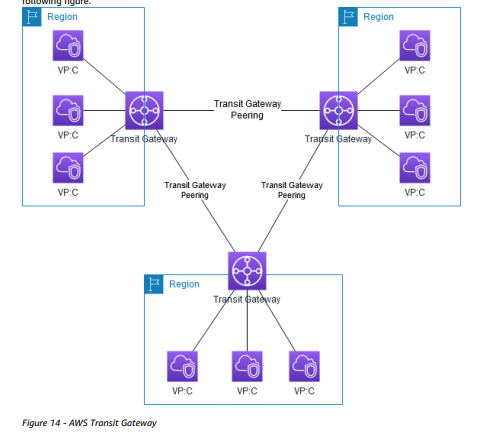 following figure.
Region
Region
VP:C
VP:C
Transit Gateway
Peering
VP:C
VP:C
Transit Gateway
Transit Gateway
VP:C
VP:C
Transit Gateway
Peering
Transit Gateway
Peering
Region
Transit Gateway
VP:C
VP:C
VP:C
Figure 14 - AWS Transit Gateway